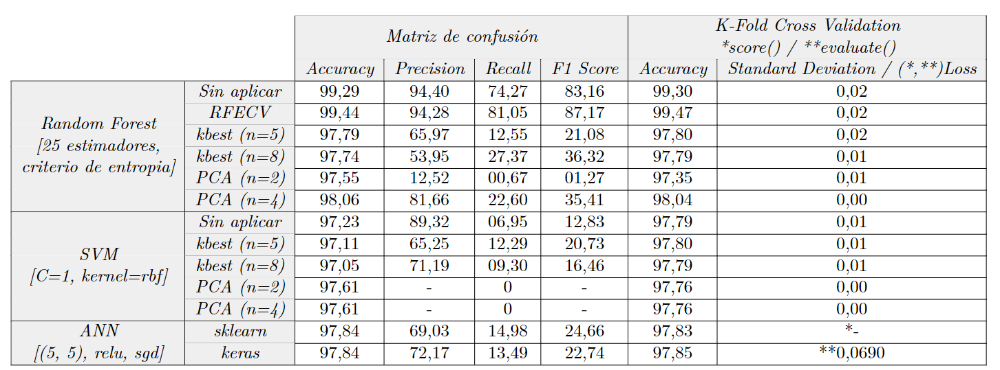 Matriz de confusión K-Fold Cross Validation
*score() / **evaluate()
Accuracy Precision Recall F1 Score Accuracy Standard Deviation / (*,**)Loss
Random Forest
[25 estimadores,
criterio de entropia]
Sin aplicar 99,29 94,40 74,27 83,16 99,30 0,02
RFECV 99,44 94,28 81,05 87,17 99,47 0,02
kbest (n=5) 97,79 65,97 12,55 21,08 97,80 0,02
kbest (n=8) 97,74 53,95 27,37 36,32 97,79 0,01
PCA (n=2) 97,55 12,52 00,67 01,27 97,35 0,01
PCA (n=4) 98,06 81,66 22,60 35,41 98,04 0,00
SVM
[C=1, kernel=rbf]
Sin aplicar 97,23 89,32 06,95 12,83 97,79 0,01
kbest (n=5) 97,11 65,25 12,29 20,73 97,80 0,01
kbest (n=8) 97,05 71,19 09,30 16,46 97,79 0,01
PCA (n=2) 97,61 - 0 - 97,76 0,00
PCA (n=4) 97,61 - 0 - 97,76 0,00
ANN
[(5, 5), relu, sgd]
sklearn 97,84 69,03 14,98 24,66 97,83 *-
keras 97,84 72,17 13,49 22,74 97,85 **0,0690